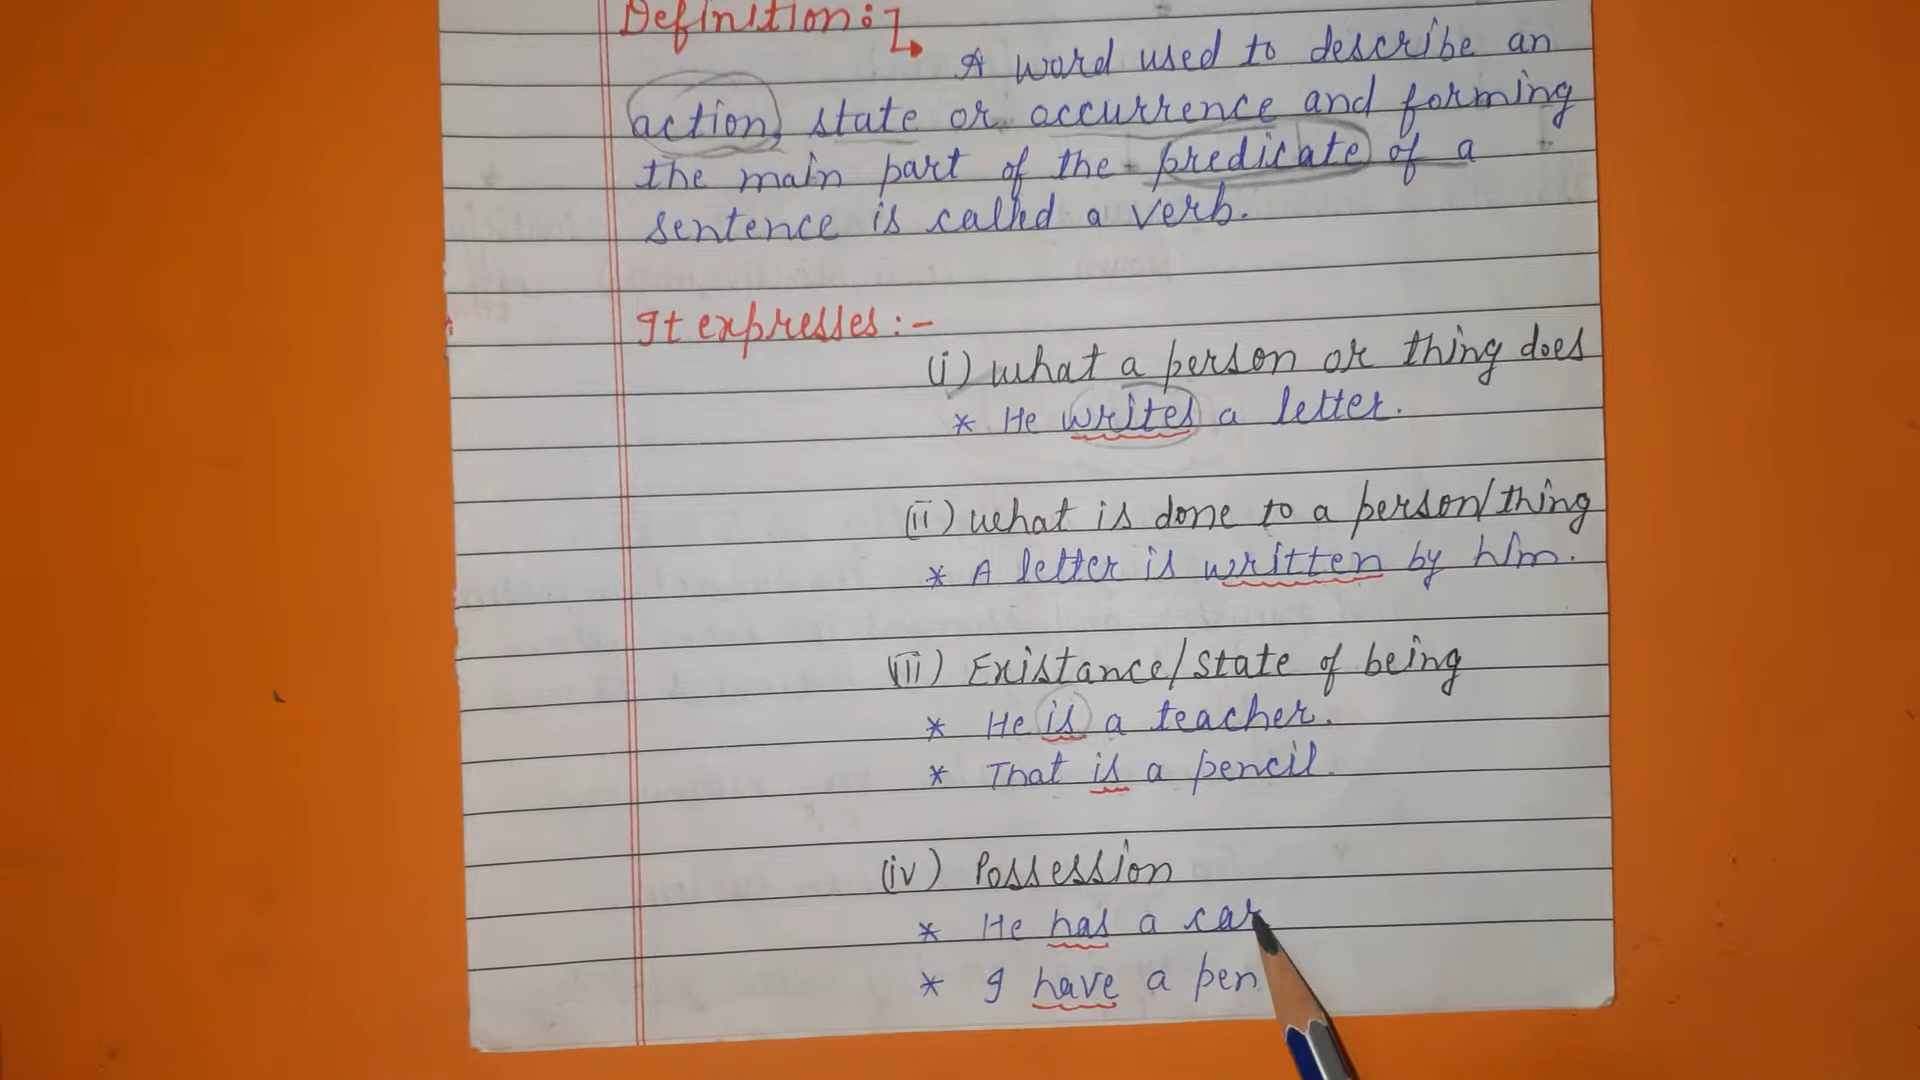 Definition:
A word used to describe an
action, state or occurrence and forming
the main part of the predicate of a
sentence is called a verb.
It expresses:-
(i) what a person or thing does
* He writes a letter.
(ii) what is done to a person/thing
* A letter is written by him.
(iii) Existance/state of being
* He is a teacher.
* That is a pencil.
(iv) Possession
* He has a car
* I have a pen